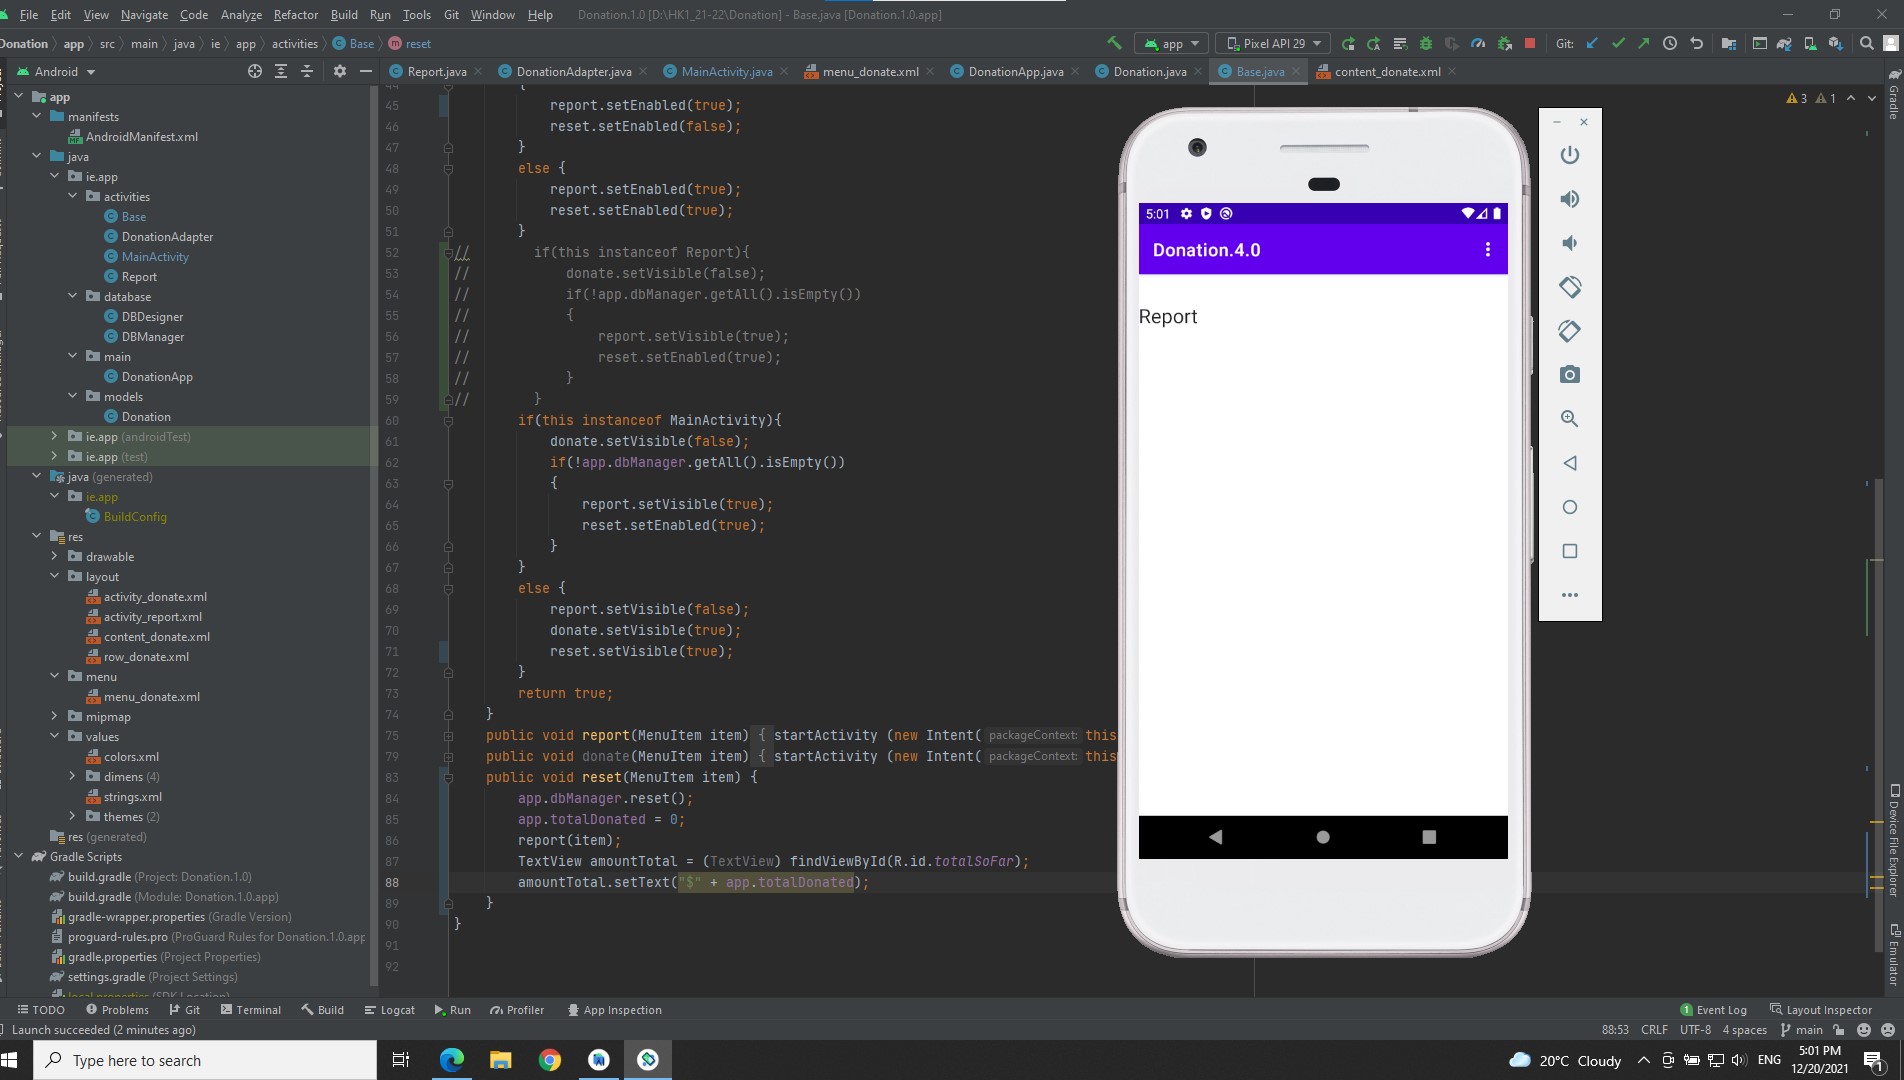 File Edit View Navigate Code Analyze Refactor Build Run Tools Git Window Help Donation.1.0 [D:\HK1_21-22\Donation] - Base.java [Donation.1.0.app]
Donation app src main java ie app activities Base reset
app Pixel API 29 Git:
Android
Report.java DonationAdapter.java MainActivity.java menu_donate.xml DonationApp.java Donation.java Base.java content_donate.xml
app
manifests
AndroidManifest.xml
java
ie.app
activities
Base
DonationAdapter
MainActivity
Report
database
DBDesigner
DBManager
main
DonationApp
models
Donation
ie.app (androidTest)
ie.app (test)
java (generated)
ie.app
BuildConfig
res
drawable
layout
activity_donate.xml
activity_report.xml
content_donate.xml
row_donate.xml
menu
menu_donate.xml
mipmap
values
colors.xml
dimens (4)
strings.xml
themes (2)
res (generated)
Gradle Scripts
build.gradle (Project: Donation.1.0)
build.gradle (Module: Donation.1.0.app)
gradle-wrapper.properties (Gradle Version)
proguard-rules.pro (ProGuard Rules for Donation.1.0.app
gradle.properties (Project Properties)
settings.gradle (Project Settings)
local.properties (SDK Location)
44 {
45 report.setEnabled(true);
46 reset.setEnabled(false);
47 }
48 else {
49 report.setEnabled(true);
50 reset.setEnabled(true);
51 }
52 // if(this instanceof Report){
53 // donate.setVisible(false);
54 // if(!app.dbManager.getAll().isEmpty())
55 // {
56 // report.setVisible(true);
57 // reset.setEnabled(true);
58 // }
59 // }
60 if(this instanceof MainActivity){
61 donate.setVisible(false);
62 if(!app.dbManager.getAll().isEmpty())
63 {
64 report.setVisible(true);
65 reset.setEnabled(true);
66 }
67 }
68 else {
69 report.setVisible(false);
70 donate.setVisible(true);
71 reset.setVisible(true);
72 }
73 return true;
74 }
75 public void report(MenuItem item) { startActivity (new Intent( packageContext: this
79 public void donate(MenuItem item) { startActivity (new Intent( packageContext: this
83 public void reset(MenuItem item) {
84 app.dbManager.reset();
85 app.totalDonated = 0;
86 report(item);
87 TextView amountTotal = (TextView) findViewById(R.id.totalSoFar);
88 amountTotal.setText("$" + app.totalDonated);
89 }
90 }
91
92
3 1
5:01
Donation.4.0
Report
Gradle
Device File Explorer
Emulator
TODO Problems Git Terminal Build Logcat Run Profiler App Inspection 1 Event Log Layout Inspector
Launch succeeded (2 minutes ago) 88:53 CRLF UTF-8 4 spaces main
Type here to search 20°C Cloudy ENG 5:01 PM
12/20/2021 1